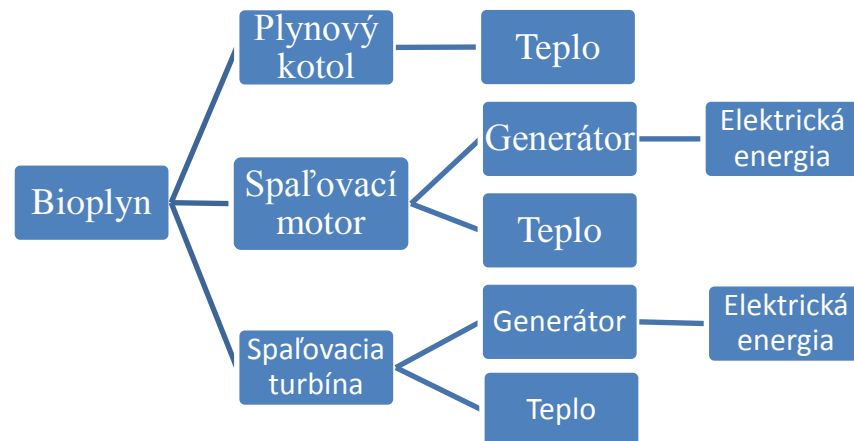 Bioplyn
Plynový
kotol
Teplo
Spaľovací
motor
Generátor
Elektrická
energia
Teplo
Spaľovacia
turbína
Generátor
Elektrická
energia
Teplo